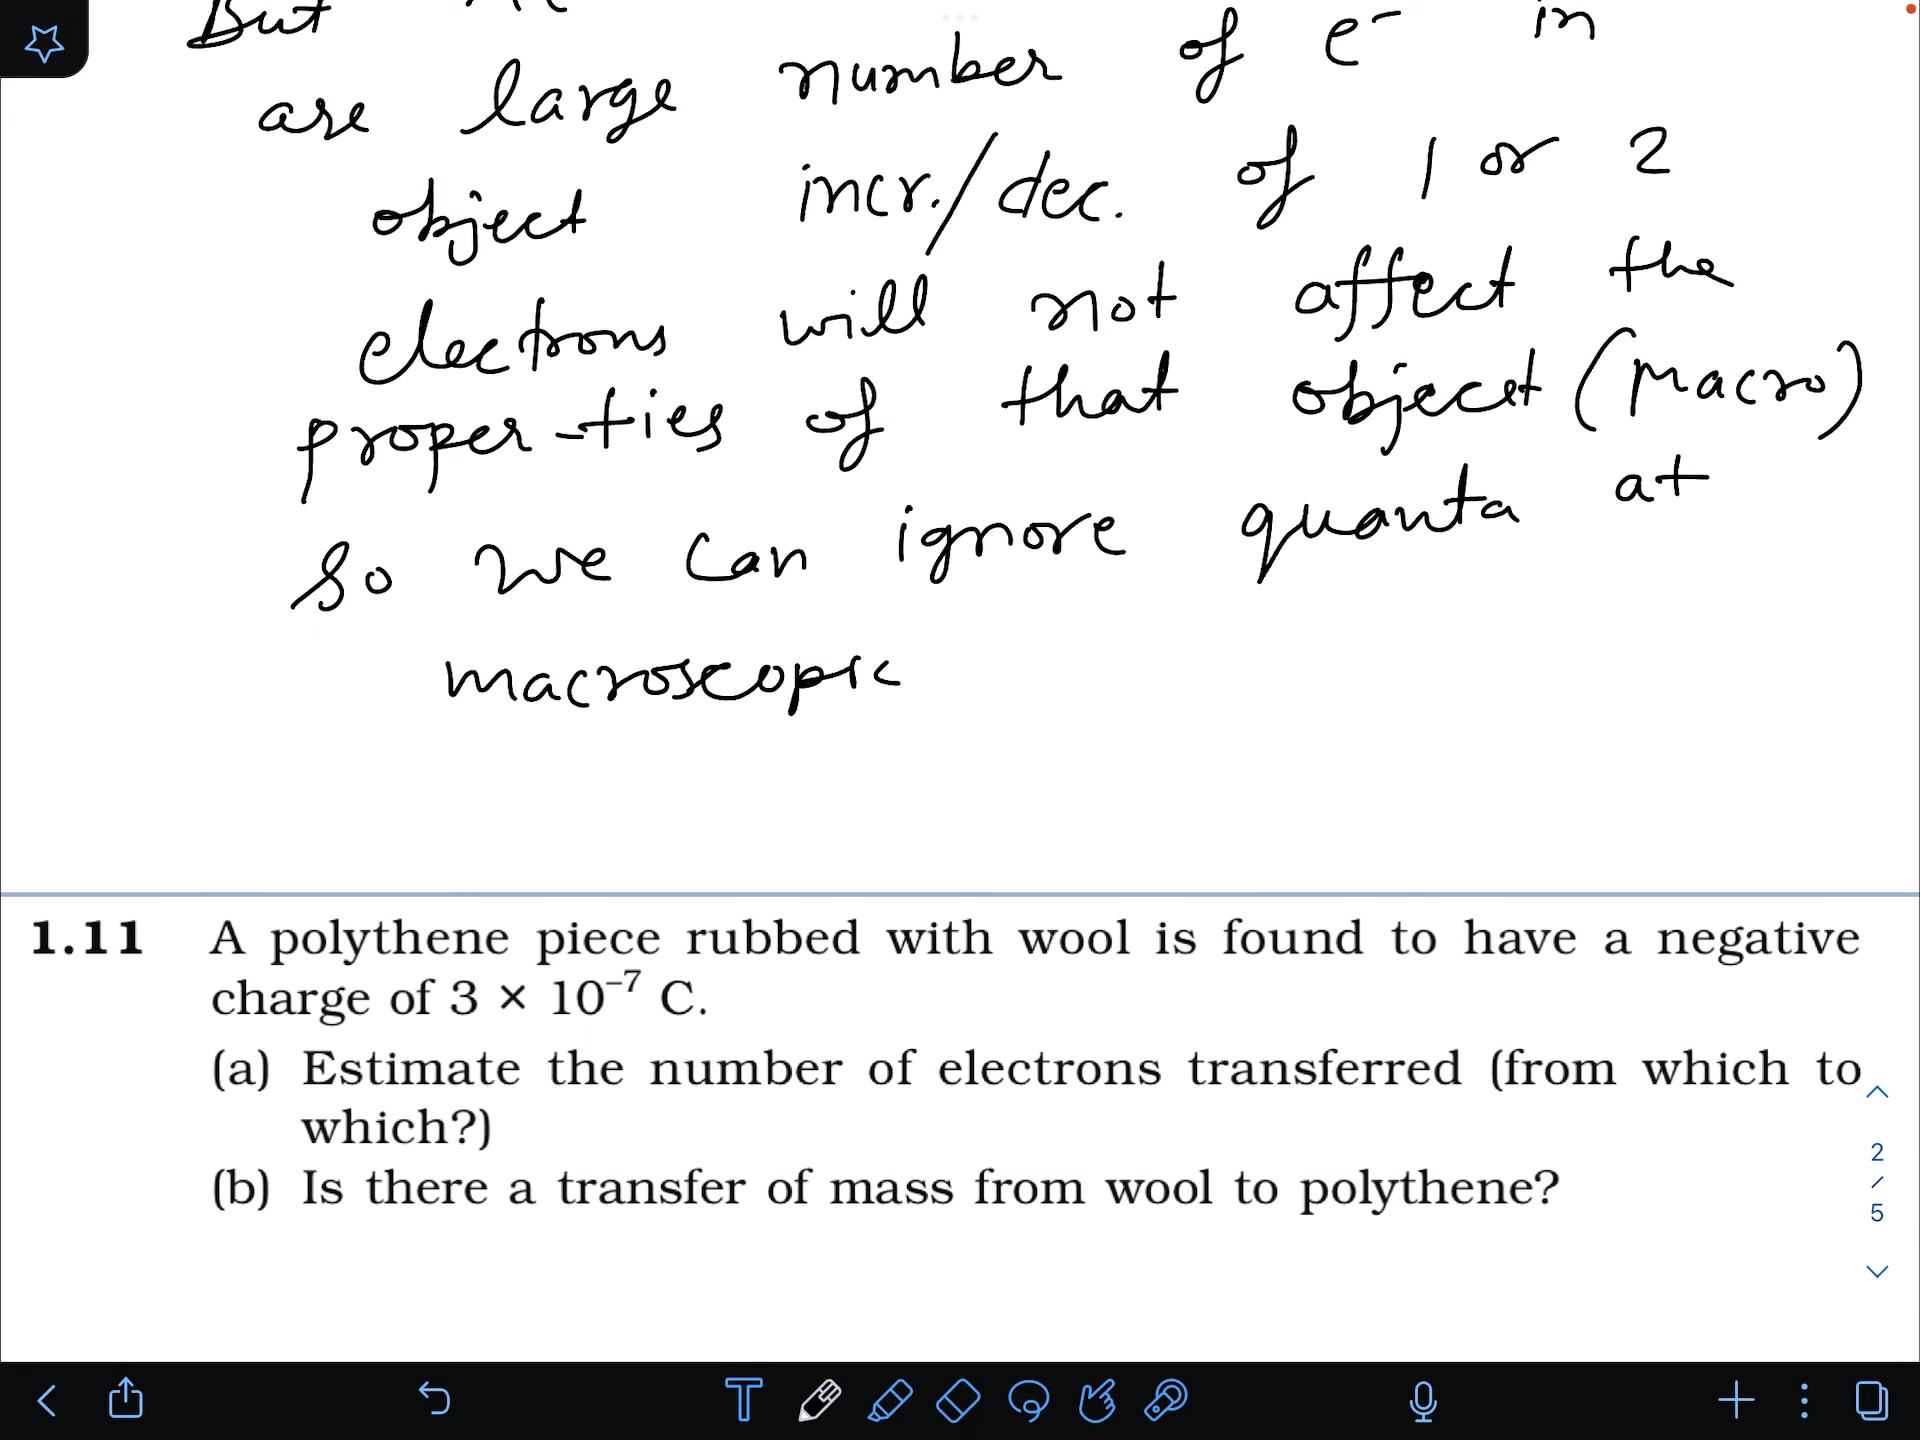 But
are large number of e⁻ in
object incr./dec. of 1 or 2
electrons will not affect the
proper-ties of that object (Macro)
So we can ignore quanta at
macroscopic
1.11 A polythene piece rubbed with wool is found to have a negative
charge of 3 × 10⁻⁷ C.
(a) Estimate the number of electrons transferred (from which to
which?)
(b) Is there a transfer of mass from wool to polythene?
2
/
5
T